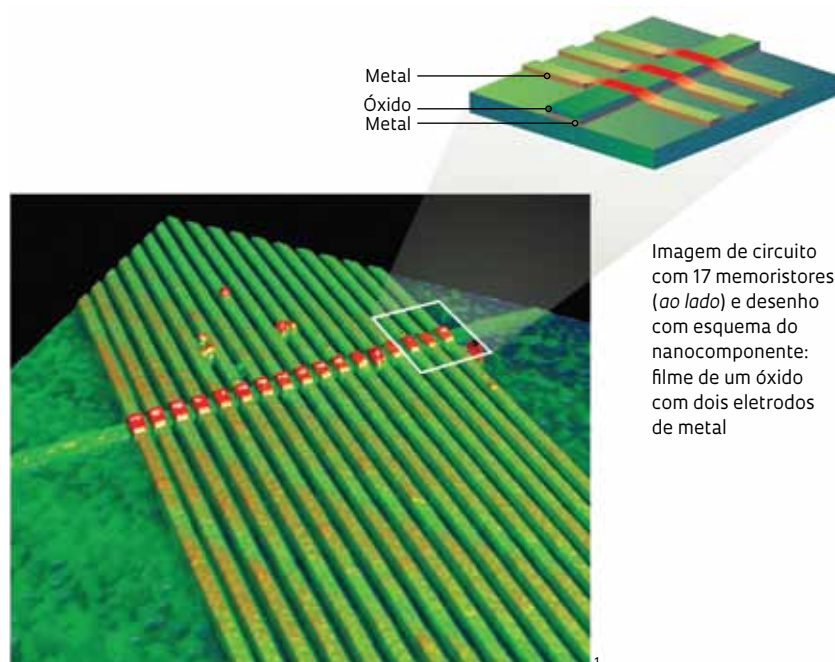 Metal
Óxido
Metal
Imagem de circuito
com 17 memoristores
(ao lado) e desenho
com esquema do
nanocomponente:
filme de um óxido
com dois eletrodos
de metal
1